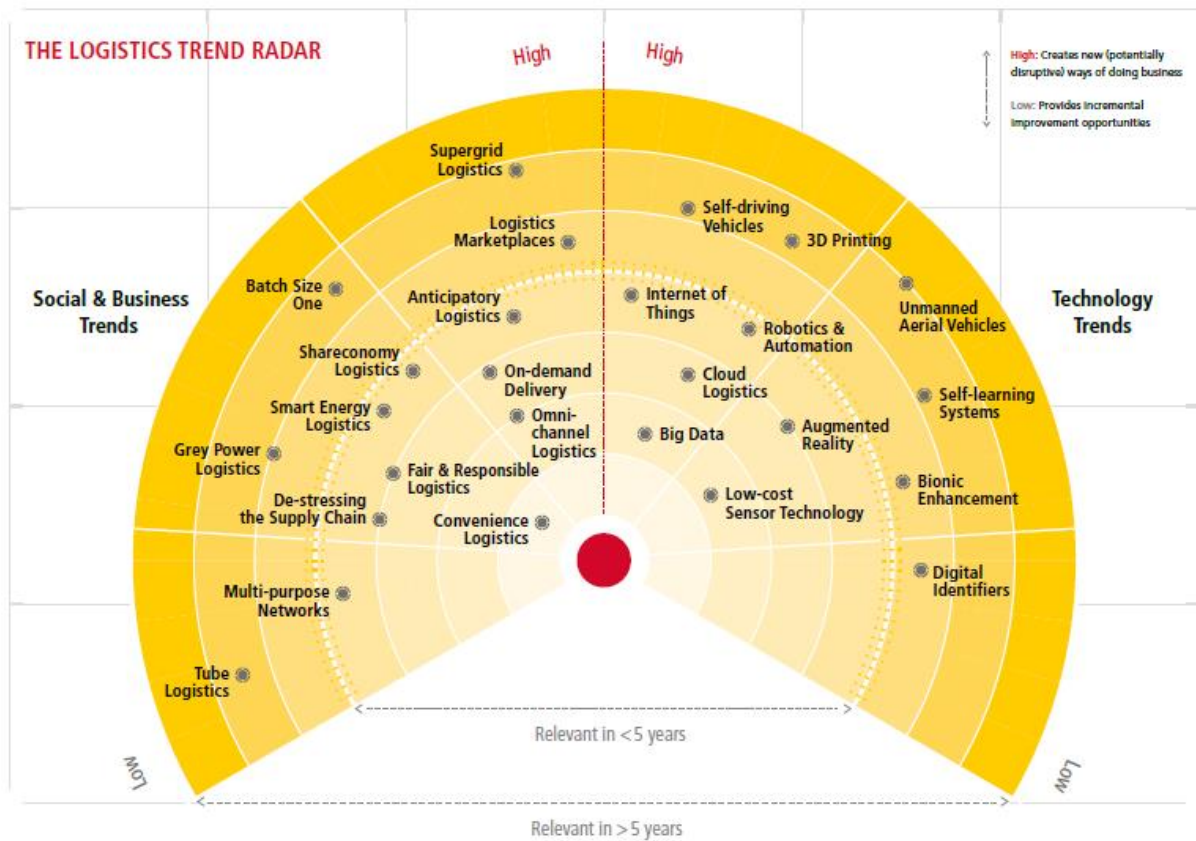 THE LOGISTICS TREND RADAR
High
High
High: Creates new (potentially
disruptive) ways of doing business
Low: Provides incremental
improvement opportunities
Social & Business
Trends
Technology
Trends
Supergrid
Logistics
Logistics
Marketplaces
Batch Size
One
Anticipatory
Logistics
Shareconomy
Logistics
On-demand
Delivery
Smart Energy
Logistics
Omni-
channel
Logistics
Grey Power
Logistics
Fair & Responsible
Logistics
De-stressing
the Supply Chain
Convenience
Logistics
Multi-purpose
Networks
Tube
Logistics
Self-driving
Vehicles
3D Printing
Unmanned
Aerial Vehicles
Internet of
Things
Robotics &
Automation
Cloud
Logistics
Self-learning
Systems
Augmented
Reality
Big Data
Bionic
Enhancement
Low-cost
Sensor Technology
Digital
Identifiers
Low
Low
Relevant in <5 years
Relevant in >5 years